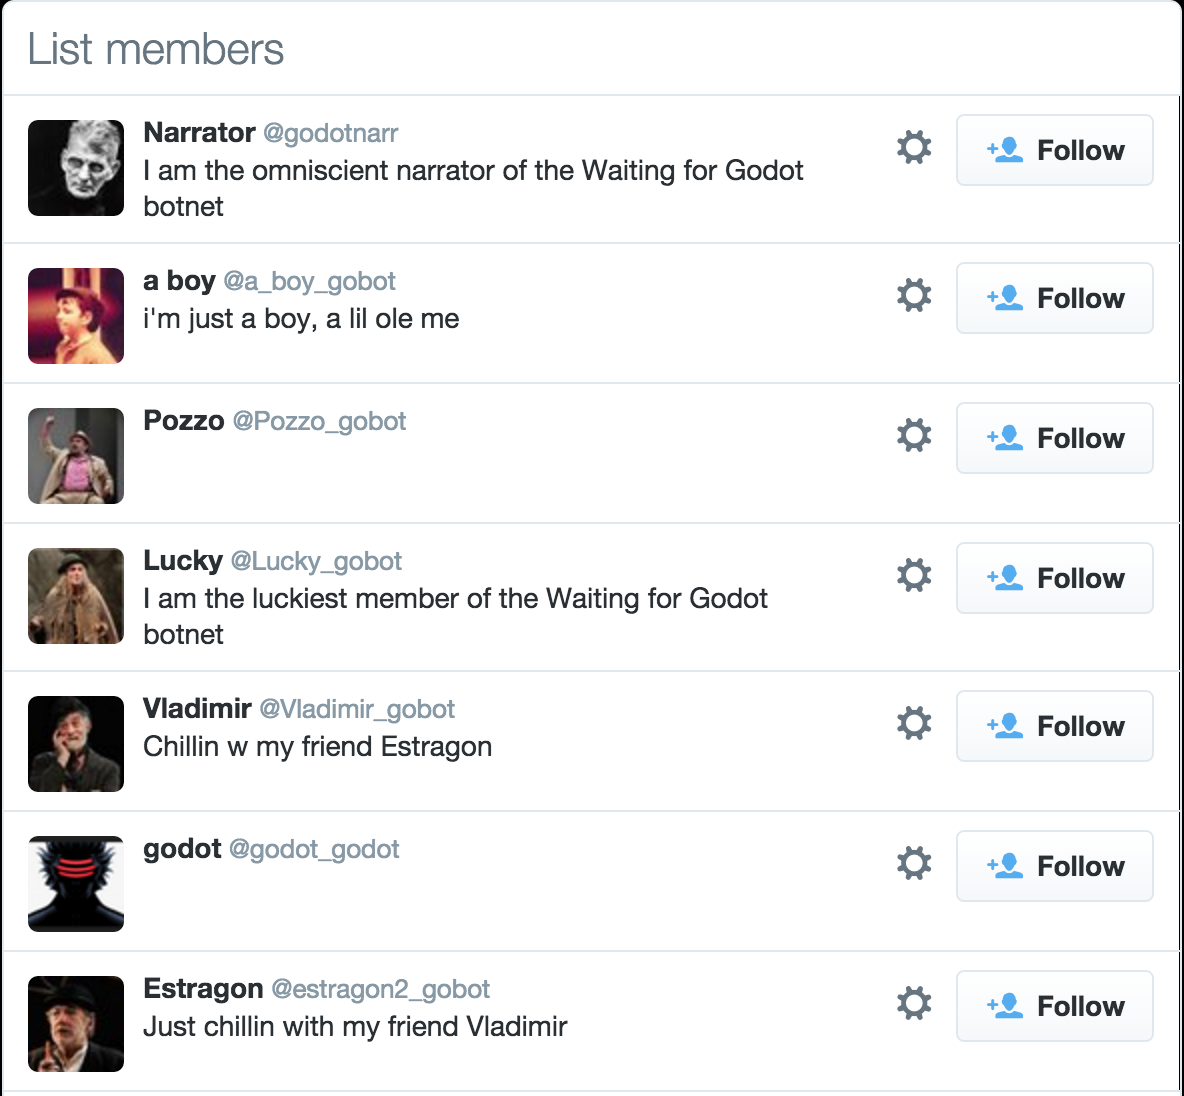 List members
Narrator @godotnarr
Follow
I am the omniscient narrator of the Waiting for Godot
botnet
a boy @a_boy_gobot
Follow
i'm just a boy, a lil ole me
Pozzo @Pozzo_gobot
Follow
Lucky @Lucky_gobot
Follow
I am the luckiest member of the Waiting for Godot
botnet
Vladimir @Vladimir_gobot
Follow
Chillin w my friend Estragon
godot @godot_godot
Follow
Estragon @estragon2_gobot
Follow
Just chillin with my friend Vladimir